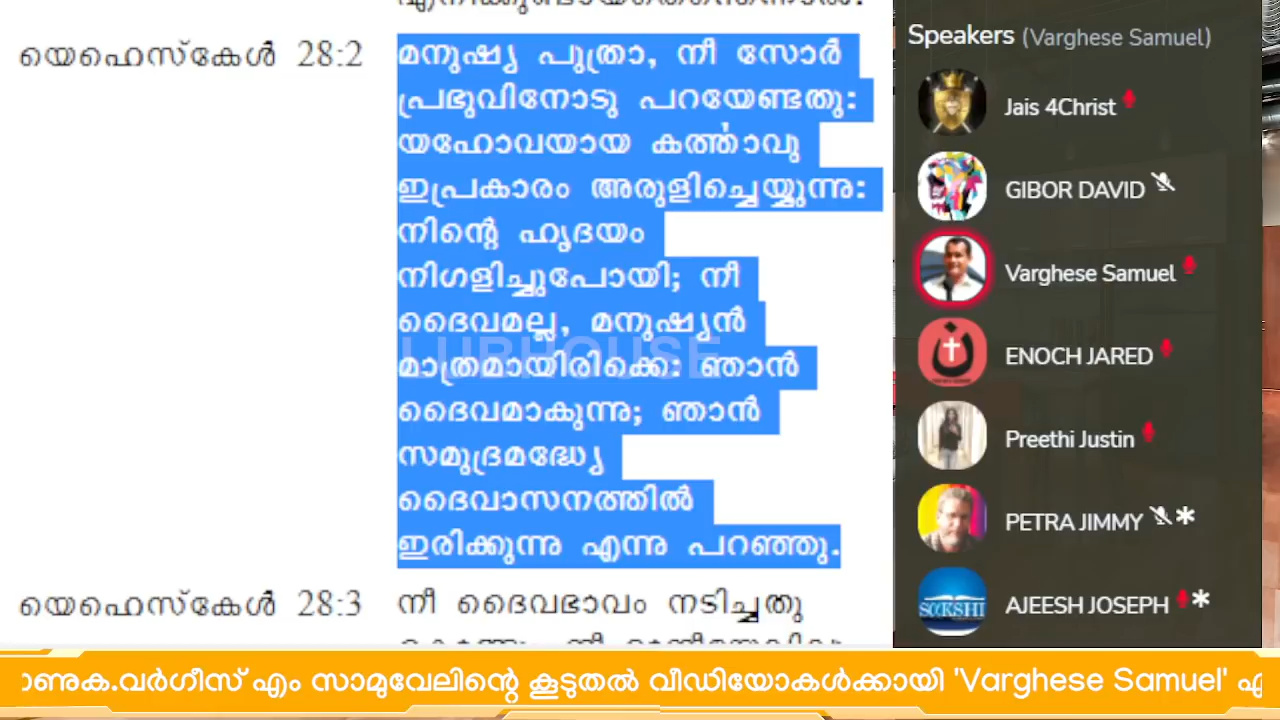 യെഹെസ്കേൽ 28:2 മനുഷ്യ പുത്രാ, നീ സോർ
പ്രഭുവിനോടു പറയേണ്ടതു:
യഹോവയായ കർത്താവു
ഇപ്രകാരം അരുളിച്ചെയ്യുന്നു:
നിന്റെ ഹൃദയം
നിഗളിച്ചുപോയി; നീ
ദൈവമല്ല, മനുഷ്യൻ
മാത്രമായിരിക്കെ: ഞാൻ
ദൈവമാകുന്നു; ഞാൻ
സമുദ്രമദ്ധ്യേ
ദൈവാസനത്തിൽ
ഇരിക്കുന്നു എന്നു പറഞ്ഞു.
യെഹെസ്കേൽ 28:3 നീ ദൈവഭാവം നടിച്ചതു
LUBHOUSE
Speakers (Varghese Samuel)
Jais 4Christ
GIBOR DAVID
Varghese Samuel
ENOCH JARED
Preethi Justin
PETRA JIMMY
SAKSHI
AJEESH JOSEPH
വർഗീസ് എം സാമുവേലിന്റെ കൂടുതൽ വീഡിയോകൾക്കായി 'Varghese Samuel'